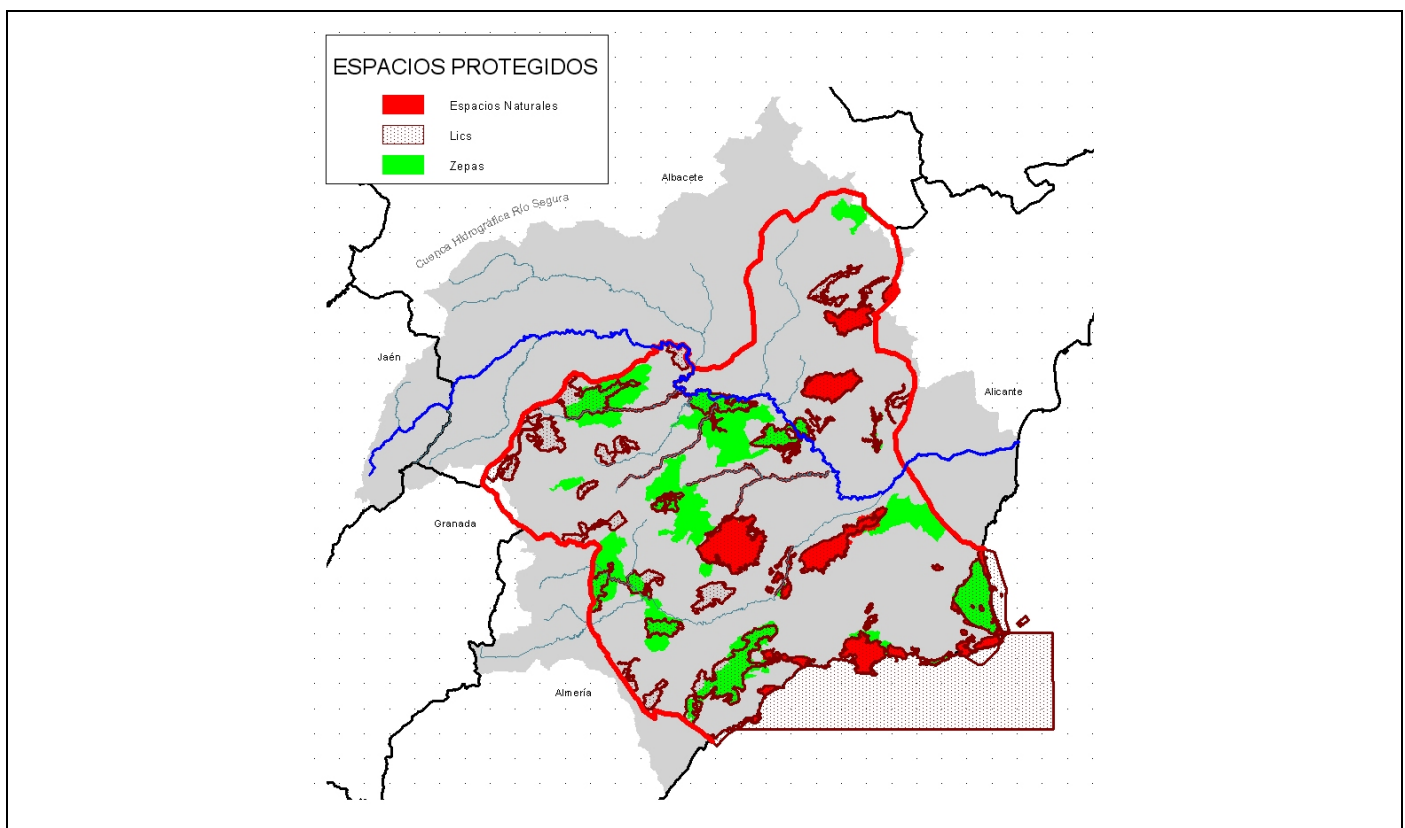 ESPACIOS PROTEGIDOS
Espacios Naturales
Lics
Zepas
Albacete
Cuenca Hidrográfica Río Segura
Jaén
Alicante
Granada
Almería